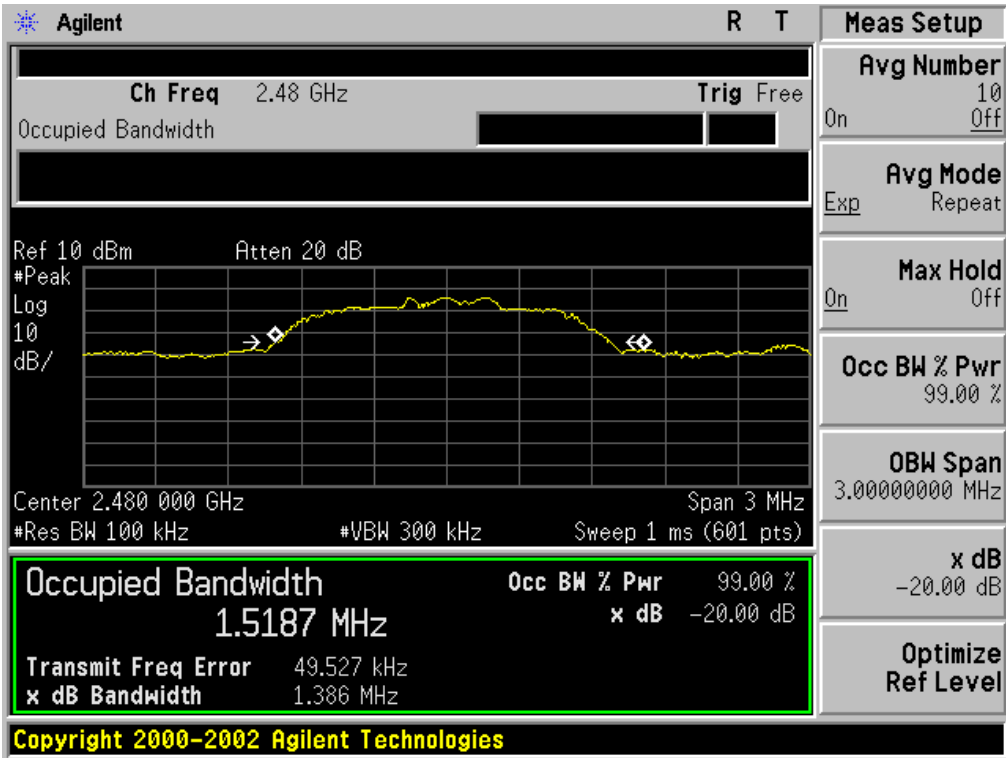 Agilent R T
Ch Freq 2.48 GHz Trig Free
Occupied Bandwidth
Ref 10 dBm Atten 20 dB
#Peak
Log
10
dB/
Center 2.480 000 GHz Span 3 MHz
#Res BW 100 kHz #VBW 300 kHz Sweep 1 ms (601 pts)
Occupied Bandwidth Occ BW % Pwr 99.00 %
1.5187 MHz x dB -20.00 dB
Transmit Freq Error 49.527 kHz
x dB Bandwidth 1.386 MHz
Copyright 2000-2002 Agilent Technologies
Meas Setup
Avg Number
10
On Off
Avg Mode
Exp Repeat
Max Hold
On Off
Occ BW % Pwr
99.00 %
OBW Span
3.00000000 MHz
x dB
-20.00 dB
Optimize
Ref Level